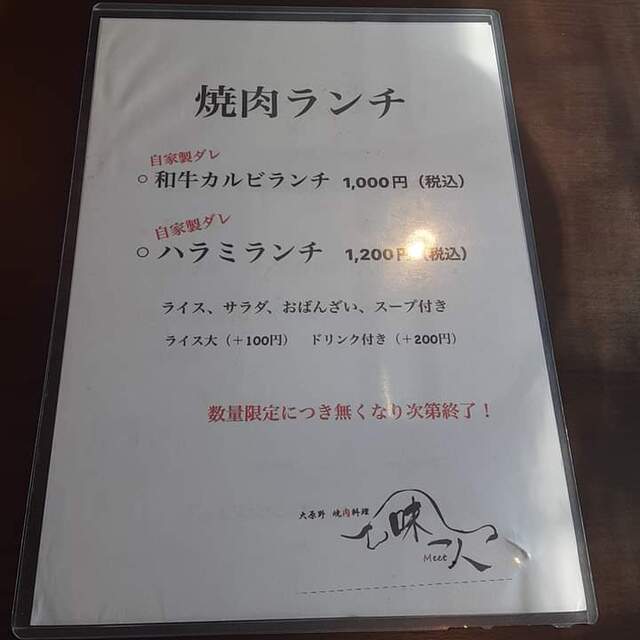 焼肉ランチ
自家製ダレ
○ 和牛カルビランチ 1,000円（税込）
自家製ダレ
○ ハラミランチ 1,200円（税込）
ライス、サラダ、おばんざい、スープ付き
ライス大（＋100円） ドリンク付き（＋200円）
数量限定につき無くなり次第終了！
大原野 焼肉料理
味
Meet